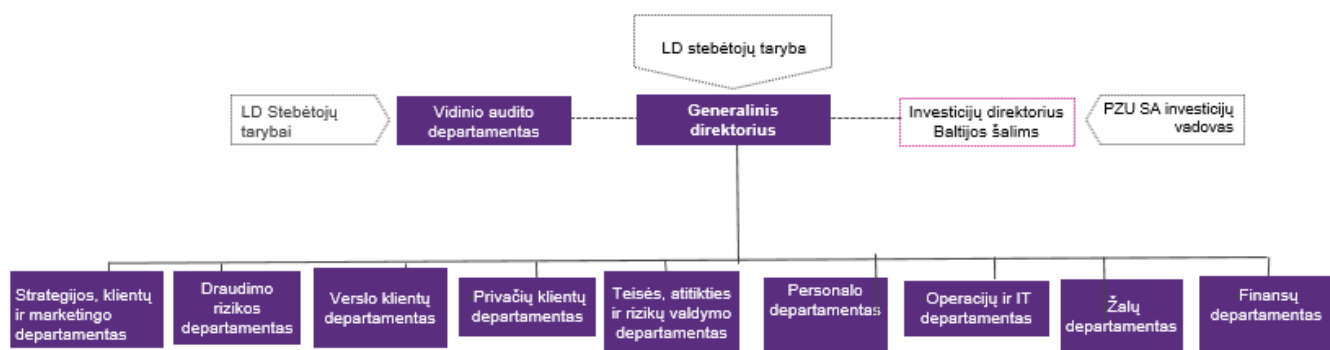 LD stebėtojų taryba
LD Stebėtojų
tarybai
Vidinio audito
departamentas
Generalinis
direktorius
Investicijų direktorius
Baltijos šalims
PZU SA investicijų
vadovas
Strategijos, klientų
ir marketingo
departamentas
Draudimo
rizikos
departamentas
Verslo klientų
departamentas
Privačių klientų
departamentas
Teisės, atitikties
ir rizikų valdymo
departamentas
Personalo
departamentas
Operacijų ir IT
departamentas
Žalų
departamentas
Finansų
departamentas